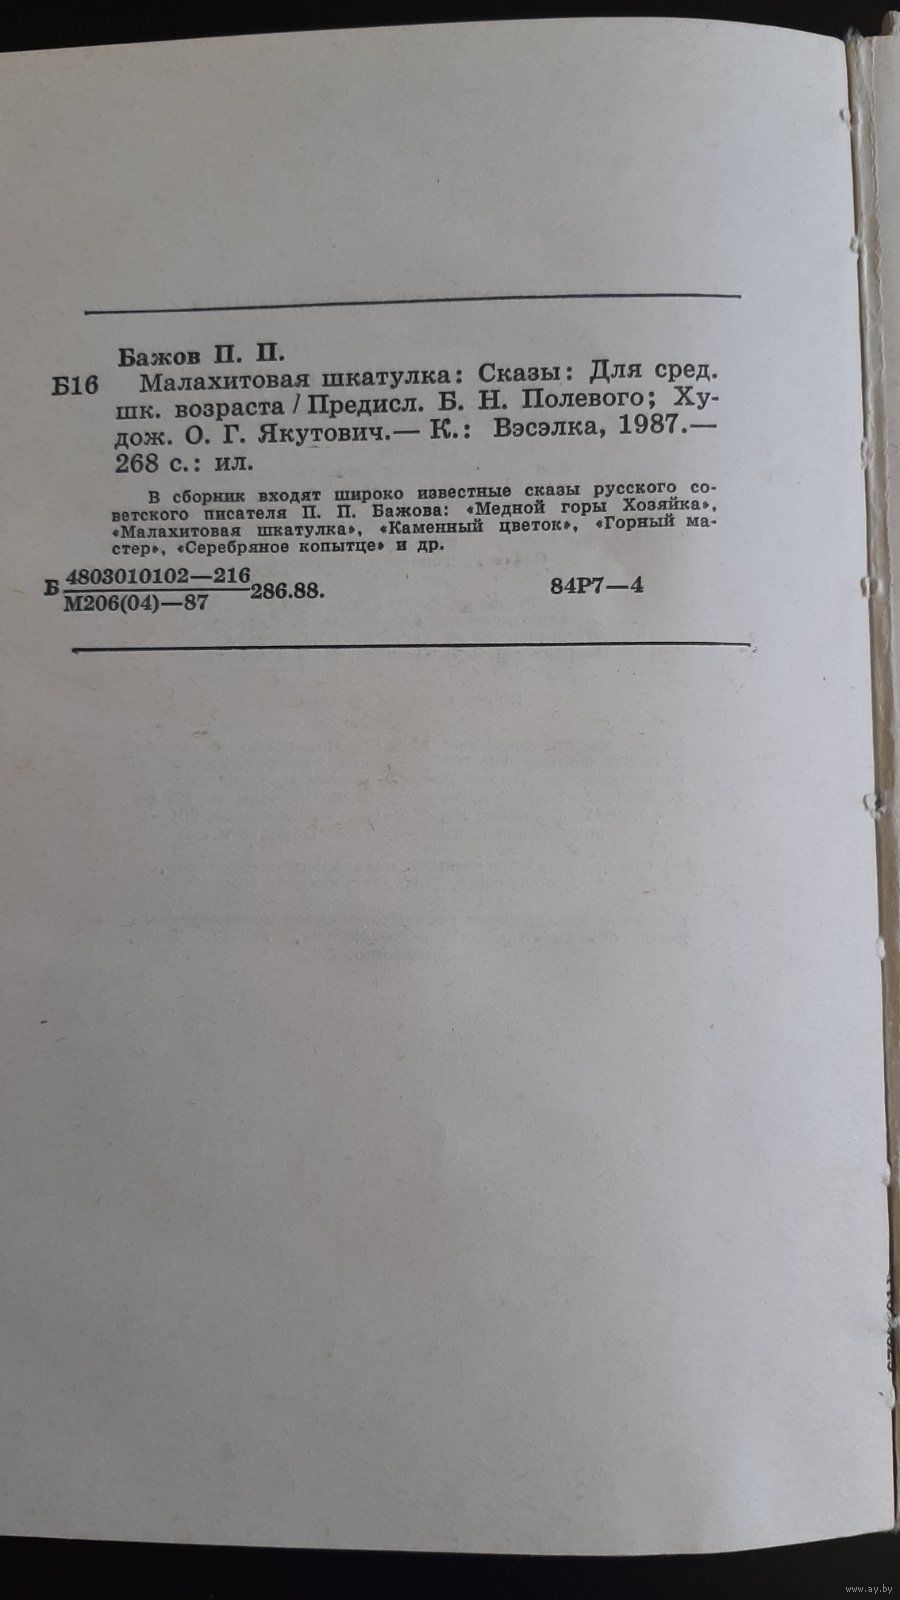 Бажов П. П.
Б16 Малахитовая шкатулка: Сказы: Для сред.
шк. возраста / Предисл. Б. Н. Полевого; Ху-
дож. О. Г. Якутович.— К.: Вэсэлка, 1987.—
268 с.: ил.
В сборник входят широко известные сказы русского со-
ветского писателя П. П. Бажова: «Медной горы Хозяйка»,
«Малахитовая шкатулка», «Каменный цветок», «Горный ма-
стер», «Серебряное копытце» и др.
Б 4803010102—216
М206(04)—87 286.88. 84Р7—4
www.ay.by